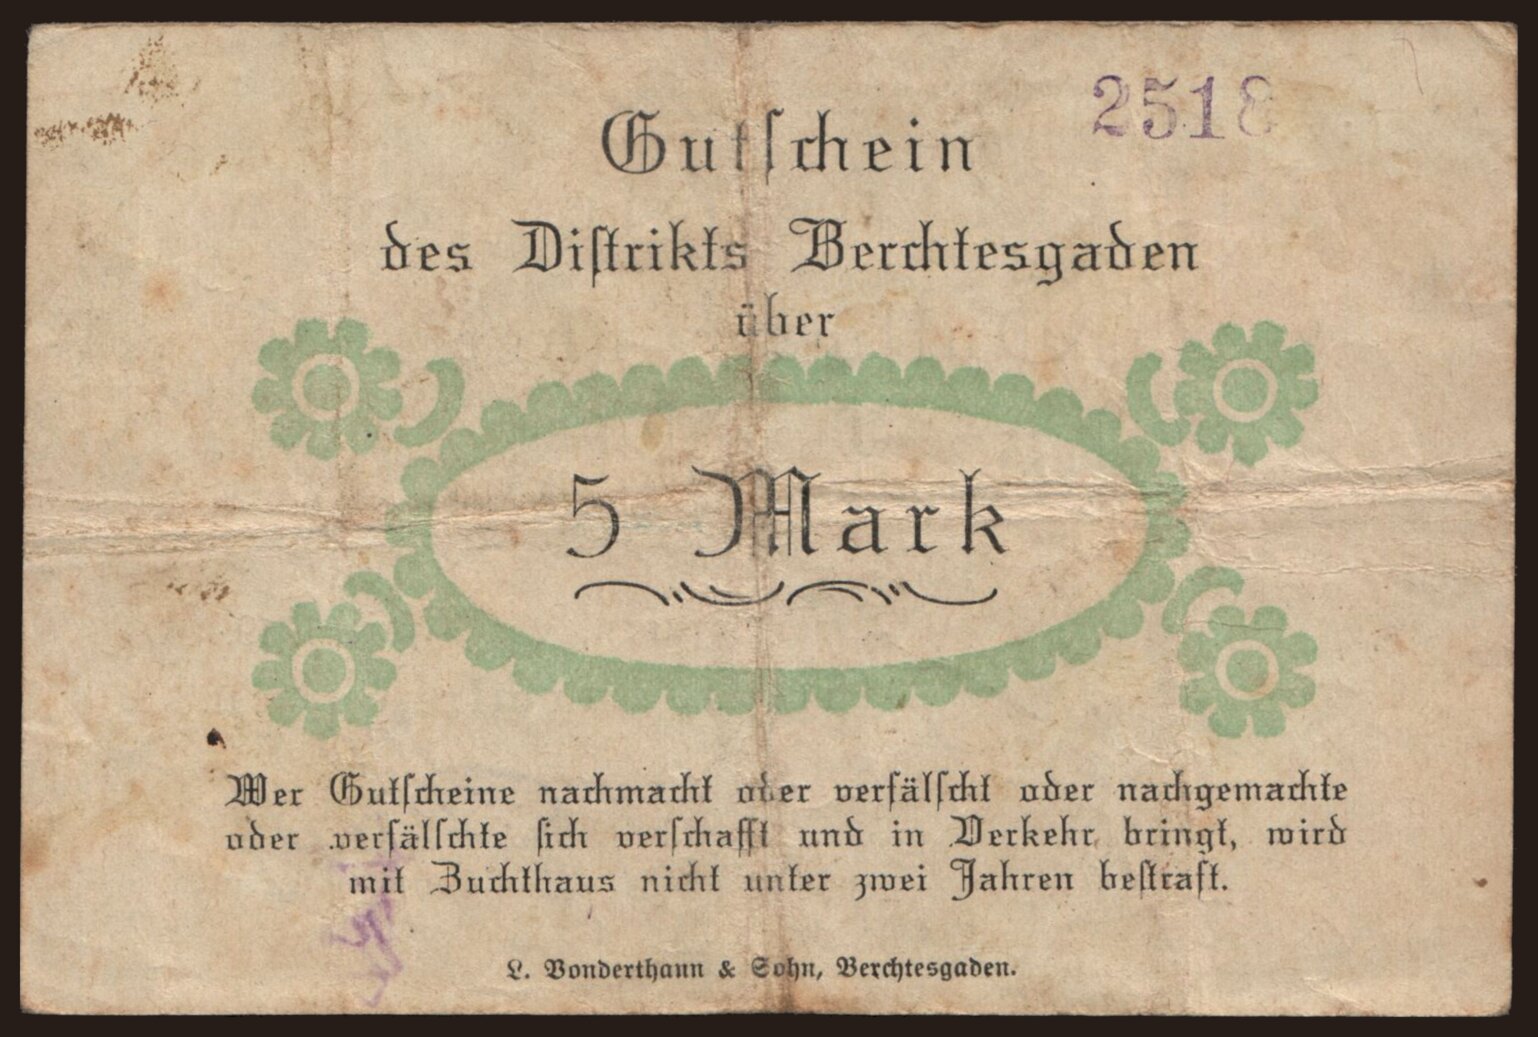 2518
Gutschein
des Distrikts Berchtesgaden
über
5 Mark
Wer Gutscheine nachmacht oder verfälscht oder nachgemachte
oder verfälschte sich verschafft und in Verkehr bringt, wird
mit Zuchthaus nicht unter zwei Jahren bestraft.
L. Vonderthann & Sohn, Berchtesgaden.